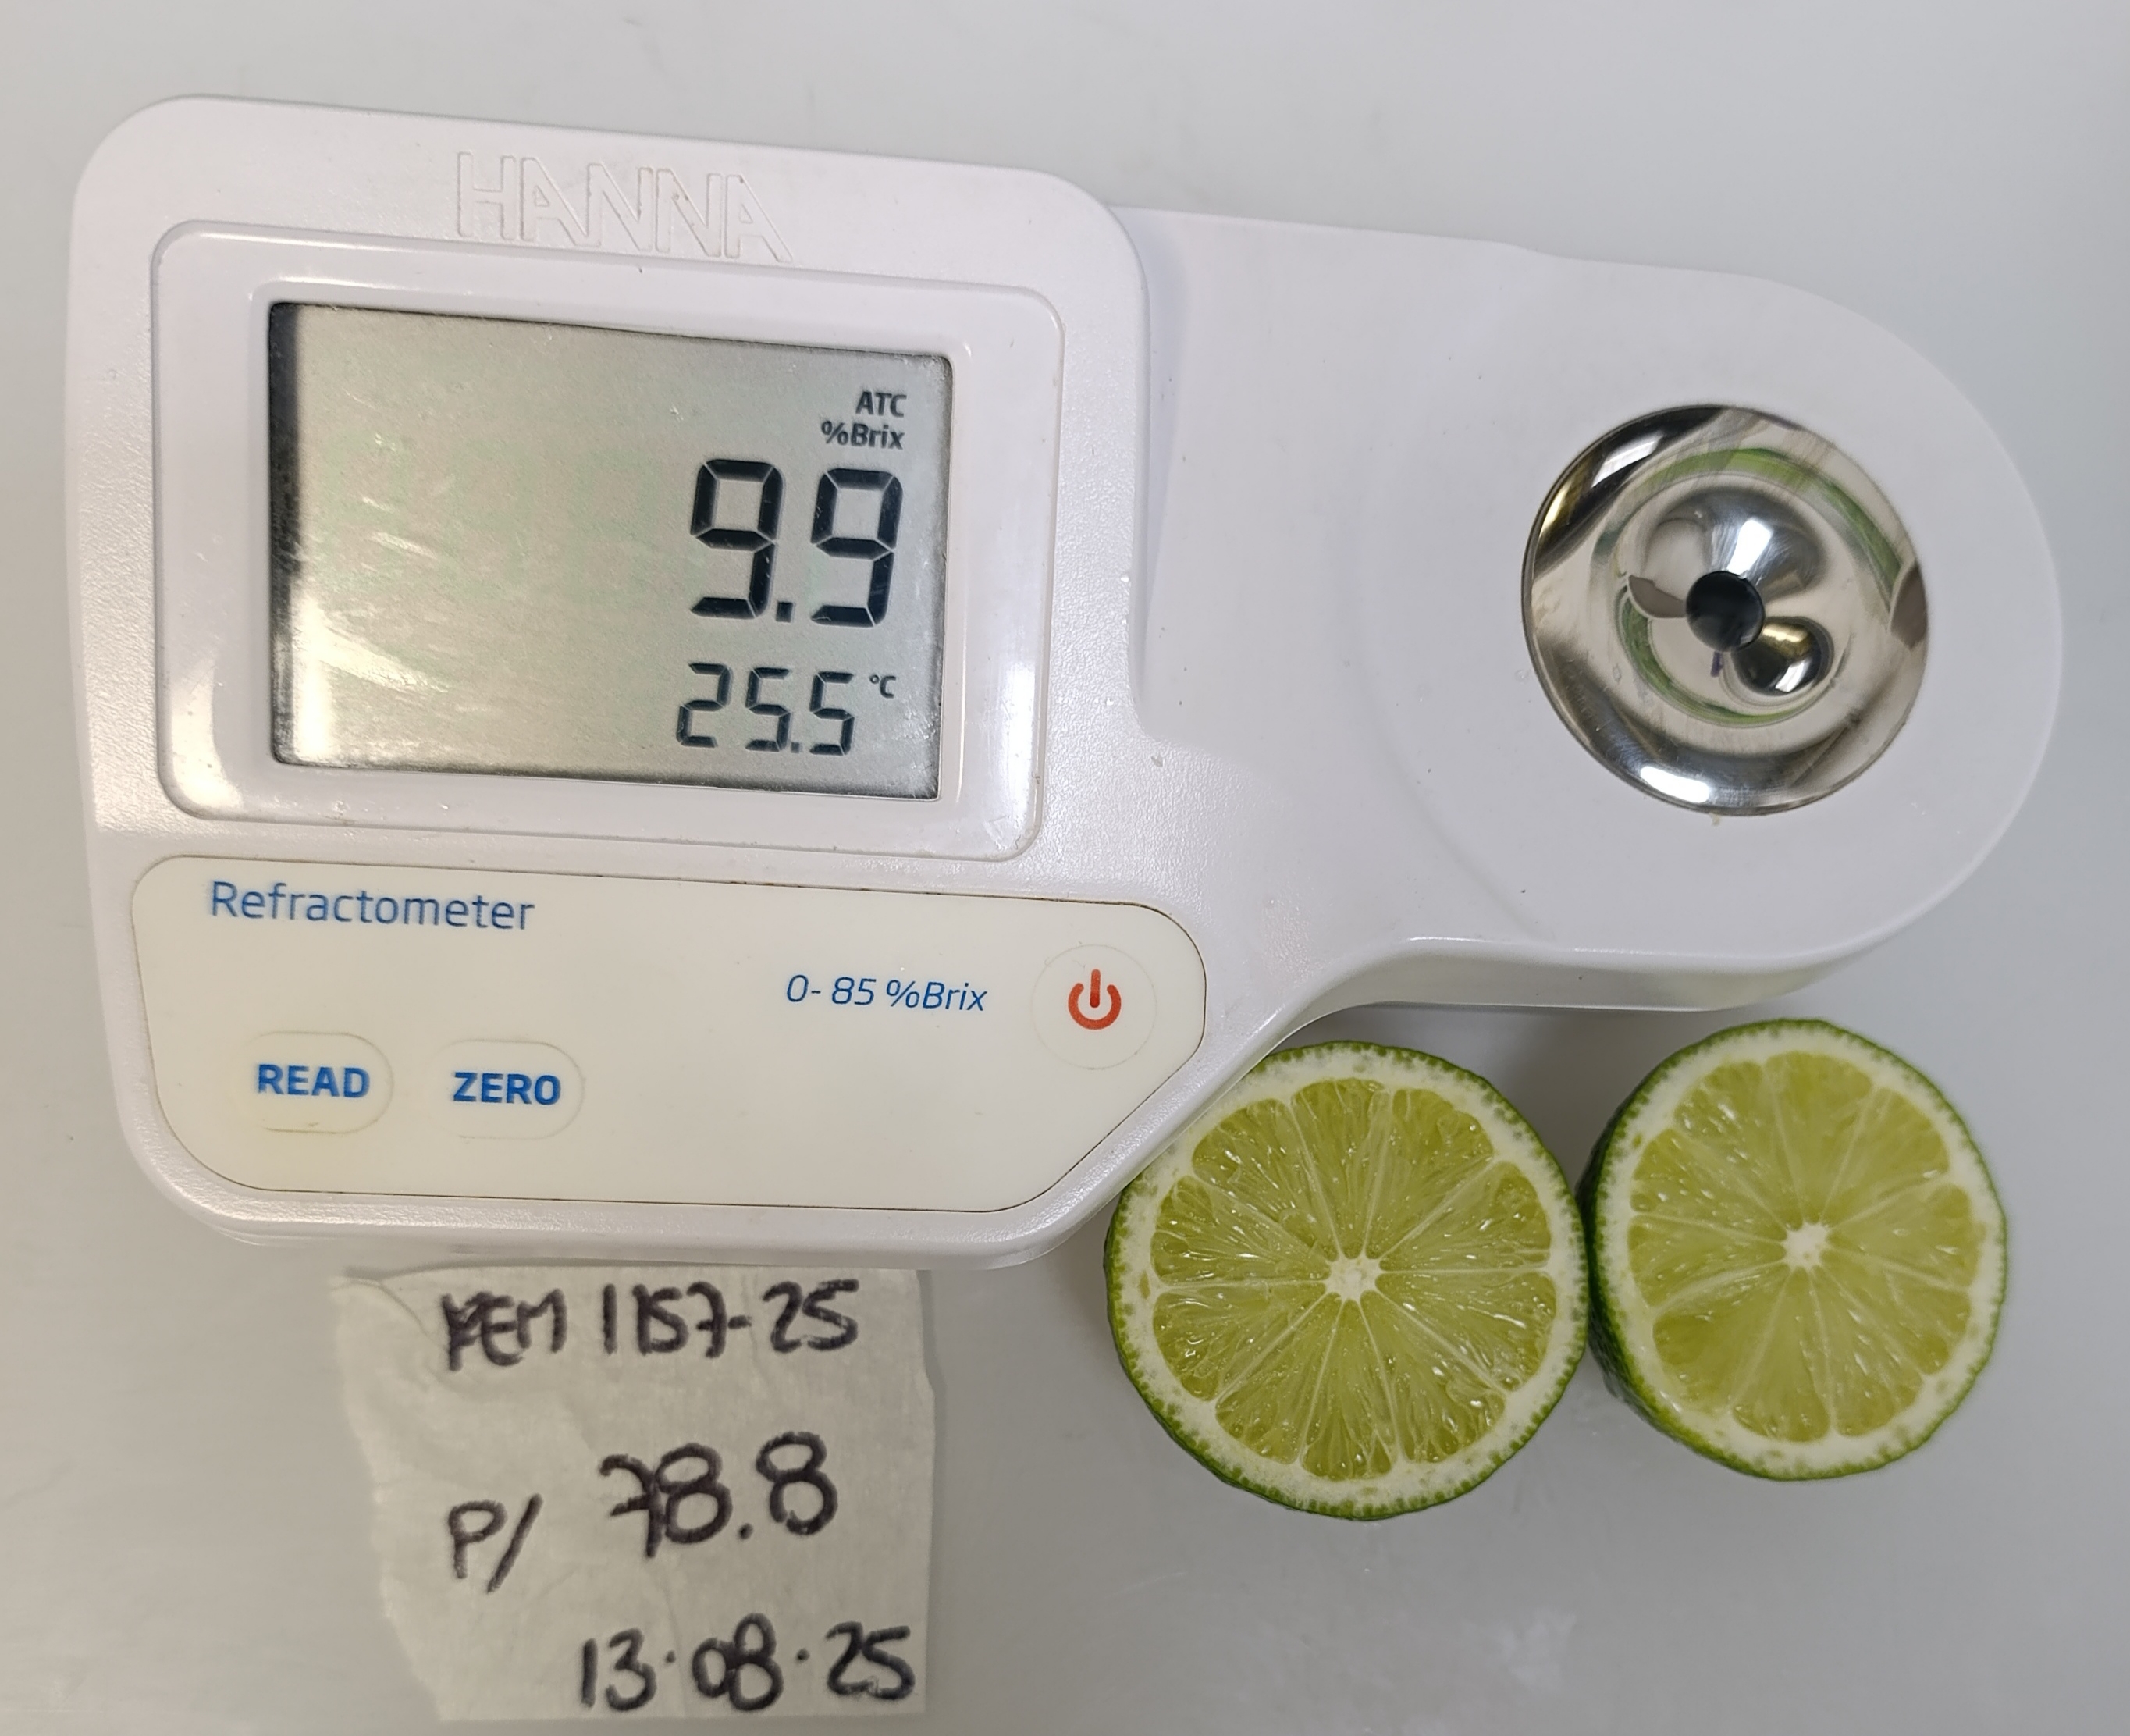 HANNA
ATC
%Brix
9.9
25.5 °C
Refractometer
0- 85 %Brix
READ ZERO
REM 1157-25
P/ 78.8
13.08.25